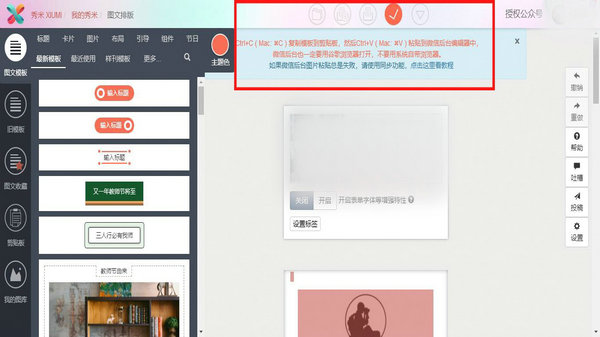 秀米 XIUMI / 我的秀米 / 图文排版
授权公众号
Ctrl+C（Mac: ⌘C）复制模板到剪贴板，然后Ctrl+V（Mac: ⌘V）粘贴到微信后台编辑器中，
微信后台也一定要用谷歌浏览器打开，不要用系统自带浏览器。
如果微信后台图片粘贴总是失败，请使用同步功能，点击这里看教程
x
图文模板
旧模板
图文收藏
剪贴板
我的图库
标题 卡片 图片 布局 引导 组件 节日
最新模板 最近使用 样刊模板 更多...
主题色
输入标题
输入标题
输入标题
又一年教师节将至
三人行必有我师
教师节由来
关闭 开启 开启表单字体等增强特性
设置标签
撤销
重做
帮助
吐槽
投稿
设置